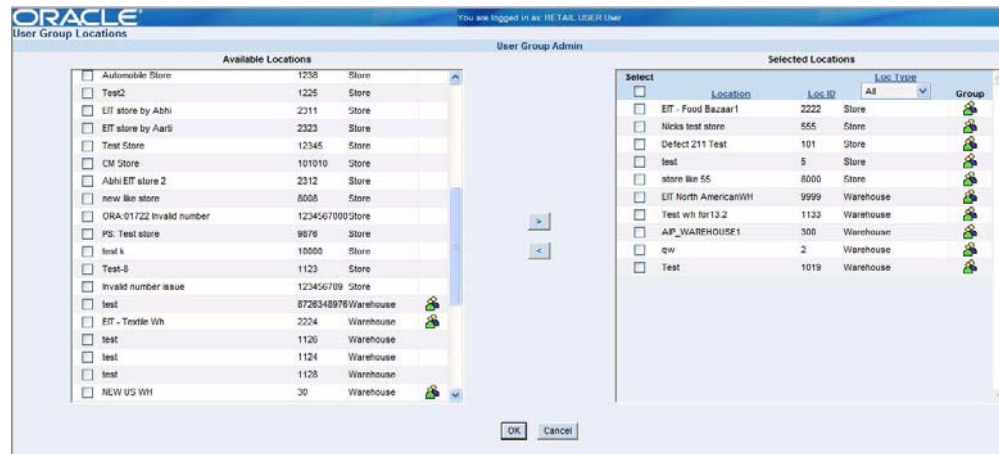 ORACLE
You are logged in as: RETAIL.USER User
User Group Locations
User Group Admin
Available Locations
Automobile Store 1238 Store
Test2 1225 Store
EIT store by Abhi 2311 Store
EIT store by Aarti 2323 Store
Test Store 12345 Store
CM Store 101010 Store
Abhi EIT store 2 2312 Store
new like store 8008 Store
ORA:01722 Invalid number 1234567000 Store
PS: Test store 9876 Store
test k 10000 Store
Test-8 1123 Store
Invalid number issue 123456789 Store
test 8726348976 Warehouse
EIT - Textile Wh 2224 Warehouse
test 1126 Warehouse
test 1124 Warehouse
test 1128 Warehouse
NEW US WH 30 Warehouse
>
<
Selected Locations
Select Loc Type
Location Loc ID All Group
EIT - Food Bazaar1 2222 Store
Nicks test store 555 Store
Defect 211 Test 101 Store
test 5 Store
store like 55 8000 Store
EIT North AmericanWH 9999 Warehouse
Test wh for13.2 1133 Warehouse
AIP_WAREHOUSE1 300 Warehouse
qw 2 Warehouse
Test 1019 Warehouse
OK Cancel